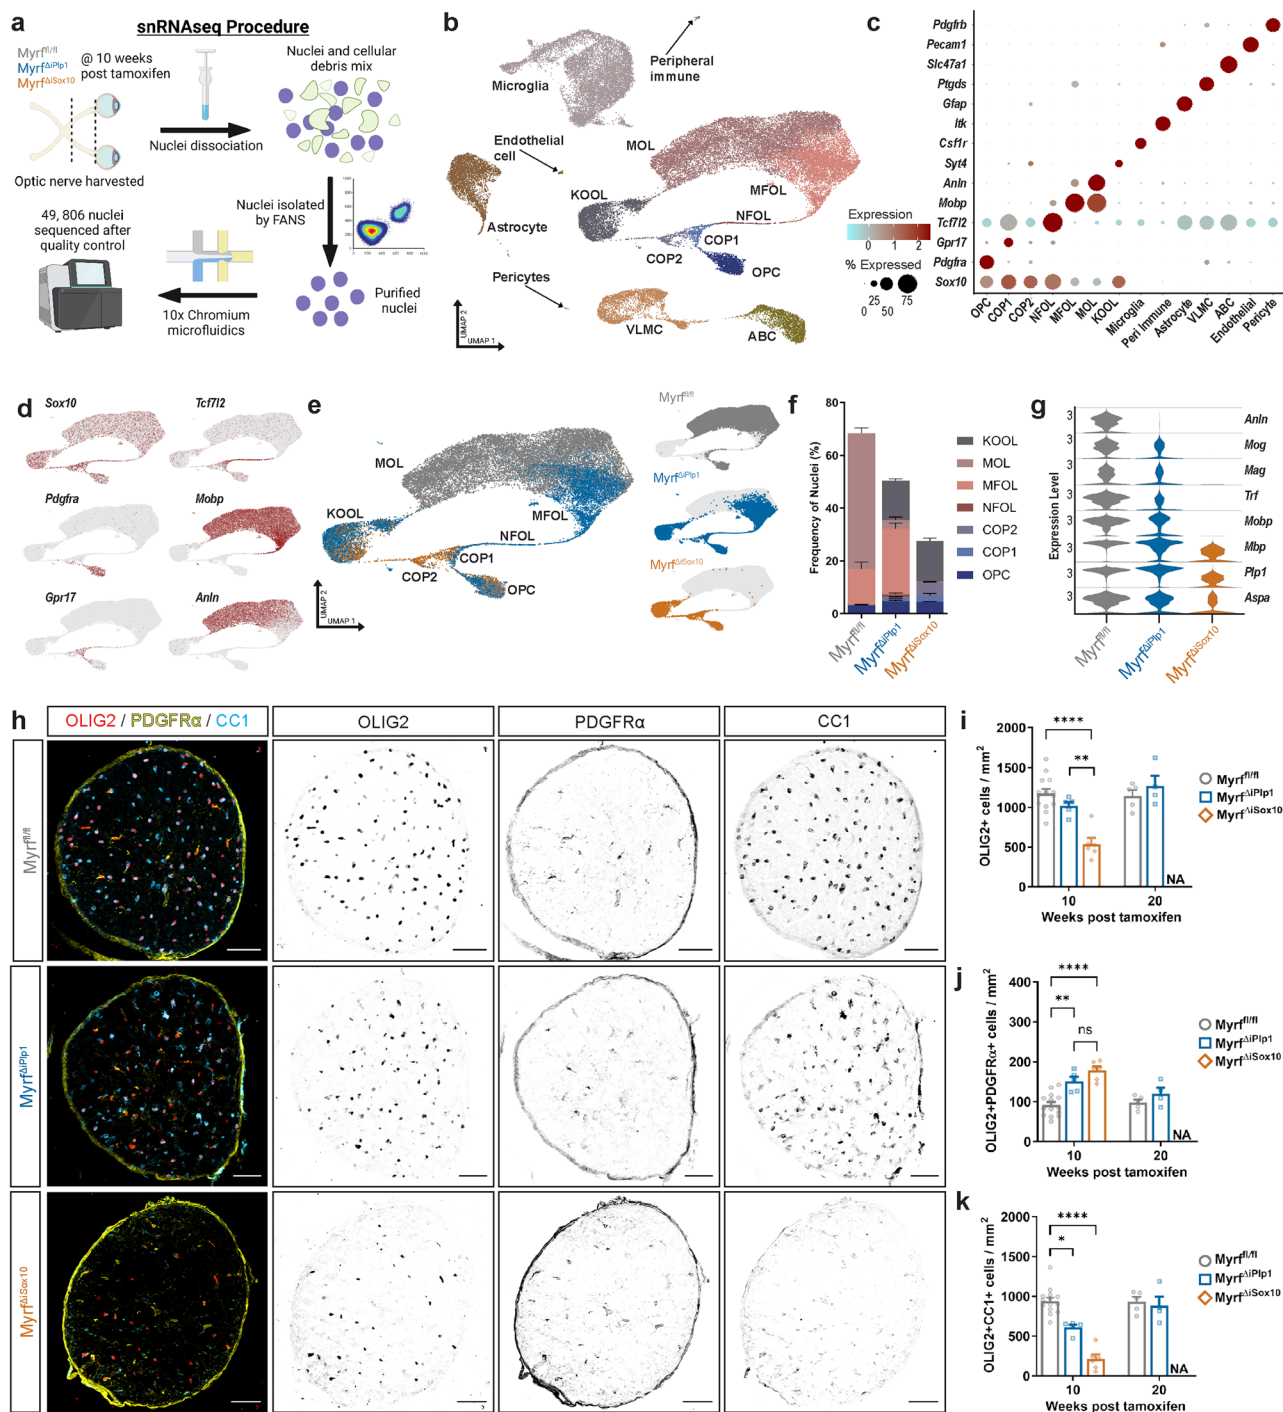 a
snRNAseq Procedure
Myrf fl/fl
Myrf ΔiPlp1
Myrf ΔiSox10
@ 10 weeks
post tamoxifen
Nuclei and cellular
debris mix
Nuclei dissociation
Optic nerve harvested
49, 806 nuclei
sequenced after
quality control
Nuclei isolated
by FANS
10x Chromium
microfluidics
Purified
nuclei
b
Microglia
Peripheral
immune
Endothelial
cell
MOL
KOOL
MFOL
NFOL
Astrocyte
COP1
COP2
OPC
Pericytes
VLMC
ABC
UMAP 2
UMAP 1
c
Pdgfrb
Pecam1
Slc47a1
Ptgds
Gfap
Itk
Csf1r
Syt4
Anln
Mobp
Tcf7l2
Gpr17
Pdgfra
Sox10
Expression
0 1 2
% Expressed
25 75
0 50
OPC
COP1
COP2
NFOL
MFOL
MOL
KOOL
Microglia
Peri Immune
Astrocyte
VLMC
ABC
Endothelial
Pericyte
d
Sox10
Tcf7l2
Pdgfra
Mobp
Gpr17
Anln
e
MOL
KOOL
MFOL
NFOL
COP1
COP2
OPC
UMAP 2
UMAP 1
Myrf fl/fl
Myrf ΔiPlp1
Myrf ΔiSox10
f
Frequency of Nuclei (%)
80
60
40
20
0
Myrf fl/fl
Myrf ΔiPlp1
Myrf ΔiSox10
KOOL
MOL
MFOL
NFOL
COP2
COP1
OPC
g
Expression Level
3
3
3
3
3
3
3
3
Anln
Mog
Mag
Trf
Mobp
Mbp
Plp1
Aspa
Myrf fl/fl
Myrf ΔiPlp1
Myrf ΔiSox10
h
OLIG2 / PDGFRα / CC1
OLIG2
PDGFRα
CC1
Myrf fl/fl
Myrf ΔiPlp1
Myrf ΔiSox10
i
OLIG2+ cells / mm²
2000
1500
1000
500
0
****
**
NA
10 20
Weeks post tamoxifen
Myrf fl/fl
Myrf ΔiPlp1
Myrf ΔiSox10
j
OLIG2+PDGFRα+ cells / mm²
400
300
200
100
0
****
**
ns
NA
10 20
Weeks post tamoxifen
Myrf fl/fl
Myrf ΔiPlp1
Myrf ΔiSox10
k
OLIG2+CC1+ cells / mm²
2000
1500
1000
500
0
****
*
NA
10 20
Weeks post tamoxifen
Myrf fl/fl
Myrf ΔiPlp1
Myrf ΔiSox10